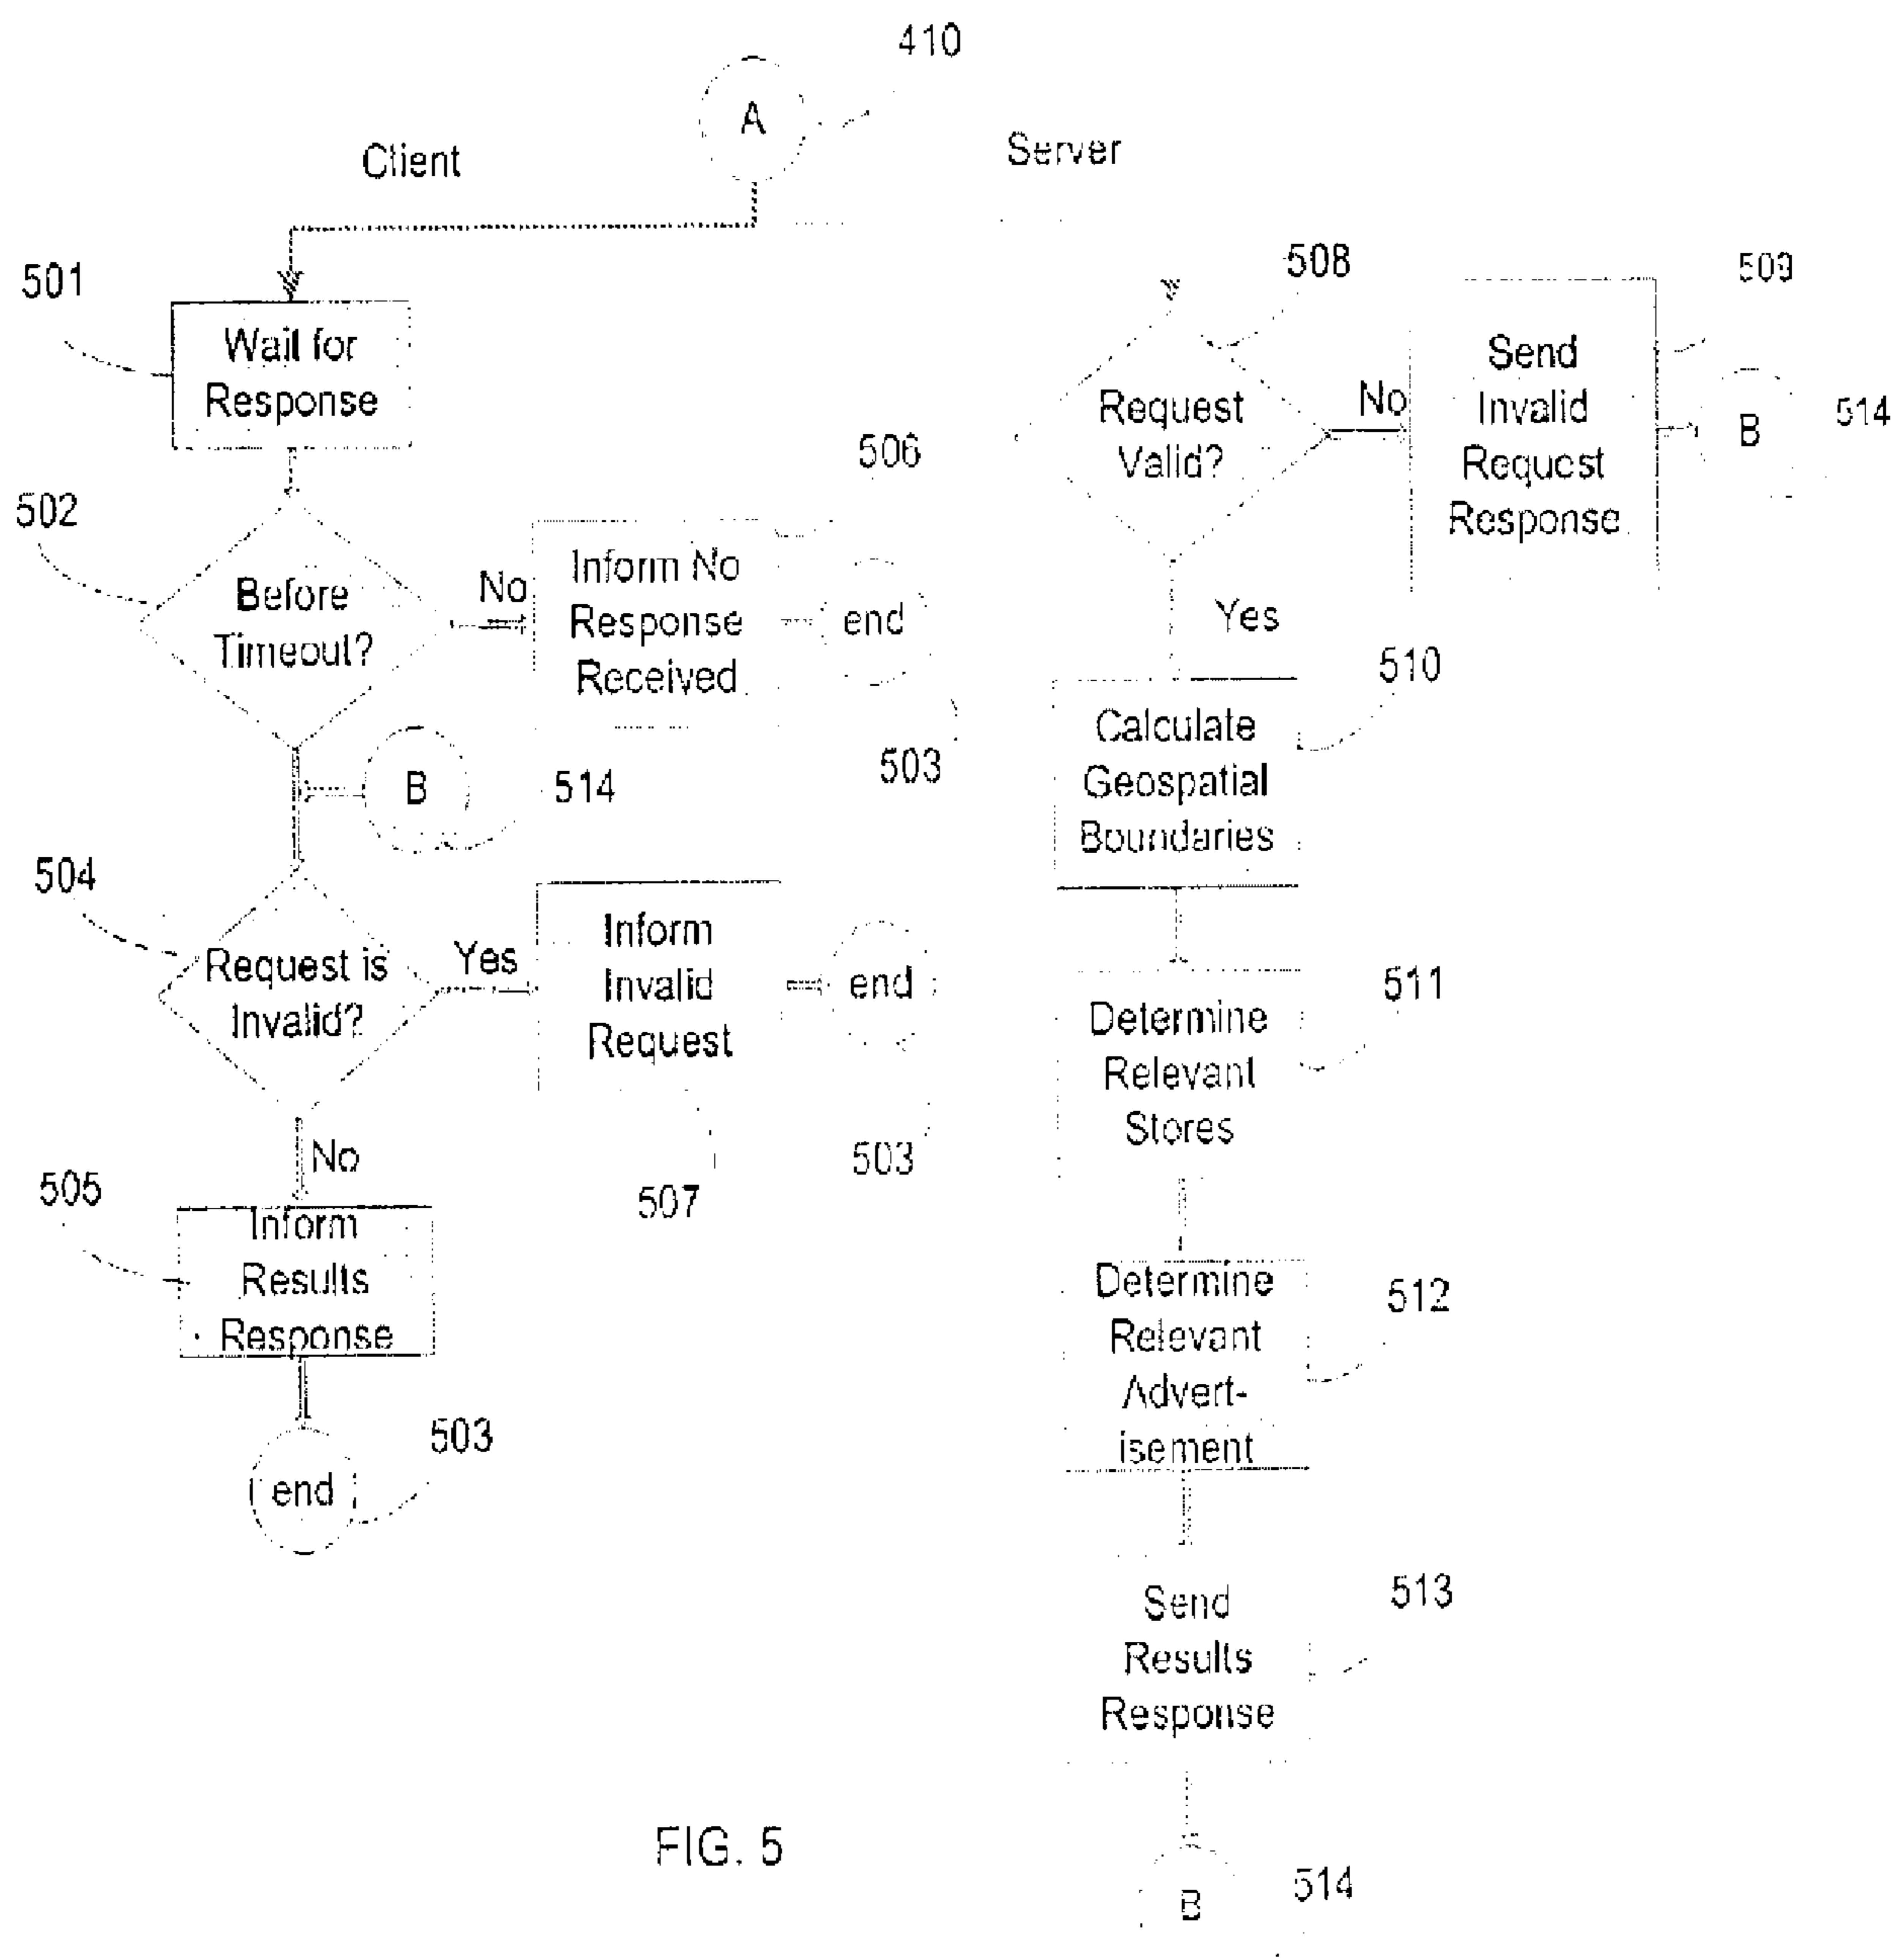 410
A
Client
Server
501
Wait for
Response
508
Request
Valid?
No
509
Send
Invalid
Request
Response
B
514
502
Before
Timeout?
No
506
Inform No
Response
Received
end
503
Yes
B
514
510
Calculate
Geospatial
Boundaries
504
Request is
Invalid?
Yes
Inform
Invalid
Request
507
end
503
511
Determine
Relevant
Stores
No
505
Inform
Results
Response
512
Determine
Relevant
Advert-
isement
end
503
513
Send
Results
Response
B
514
FIG. 5